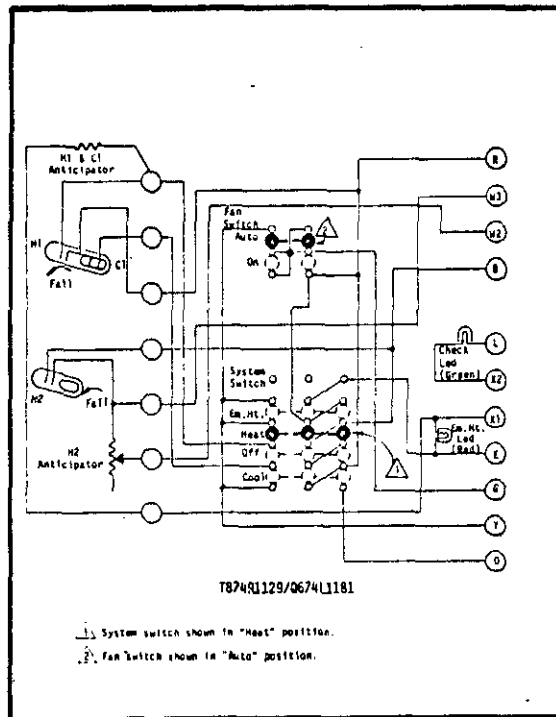 H1 & C1
Anticipator
H1
C1
Fall
H2
Fall
H2
Anticipator
Fan
Switch
Auto
2
On
System
Switch
Em.Ht.
Heat
Off
Cool
1
R
W3
W2
B
L
Check
Led
(Green)
X2
X1
Em.Ht.
Led
(Red)
E
G
Y
O
T874R1129/Q674L1181
1 System switch shown in "Heat" position.
2 Fan switch shown in "Auto" position.